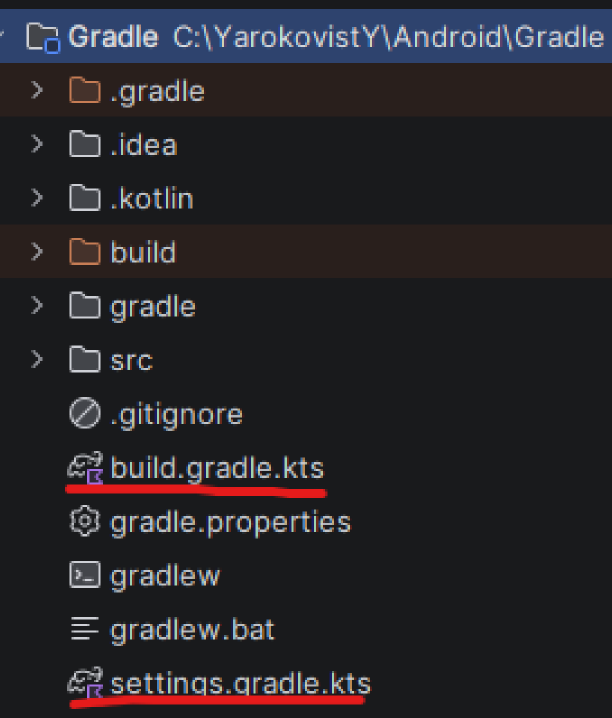 Gradle C:\YarokovistY\Android\Gradle
.gradle
.idea
.kotlin
build
gradle
src
.gitignore
build.gradle.kts
gradle.properties
gradlew
gradlew.bat
settings.gradle.kts